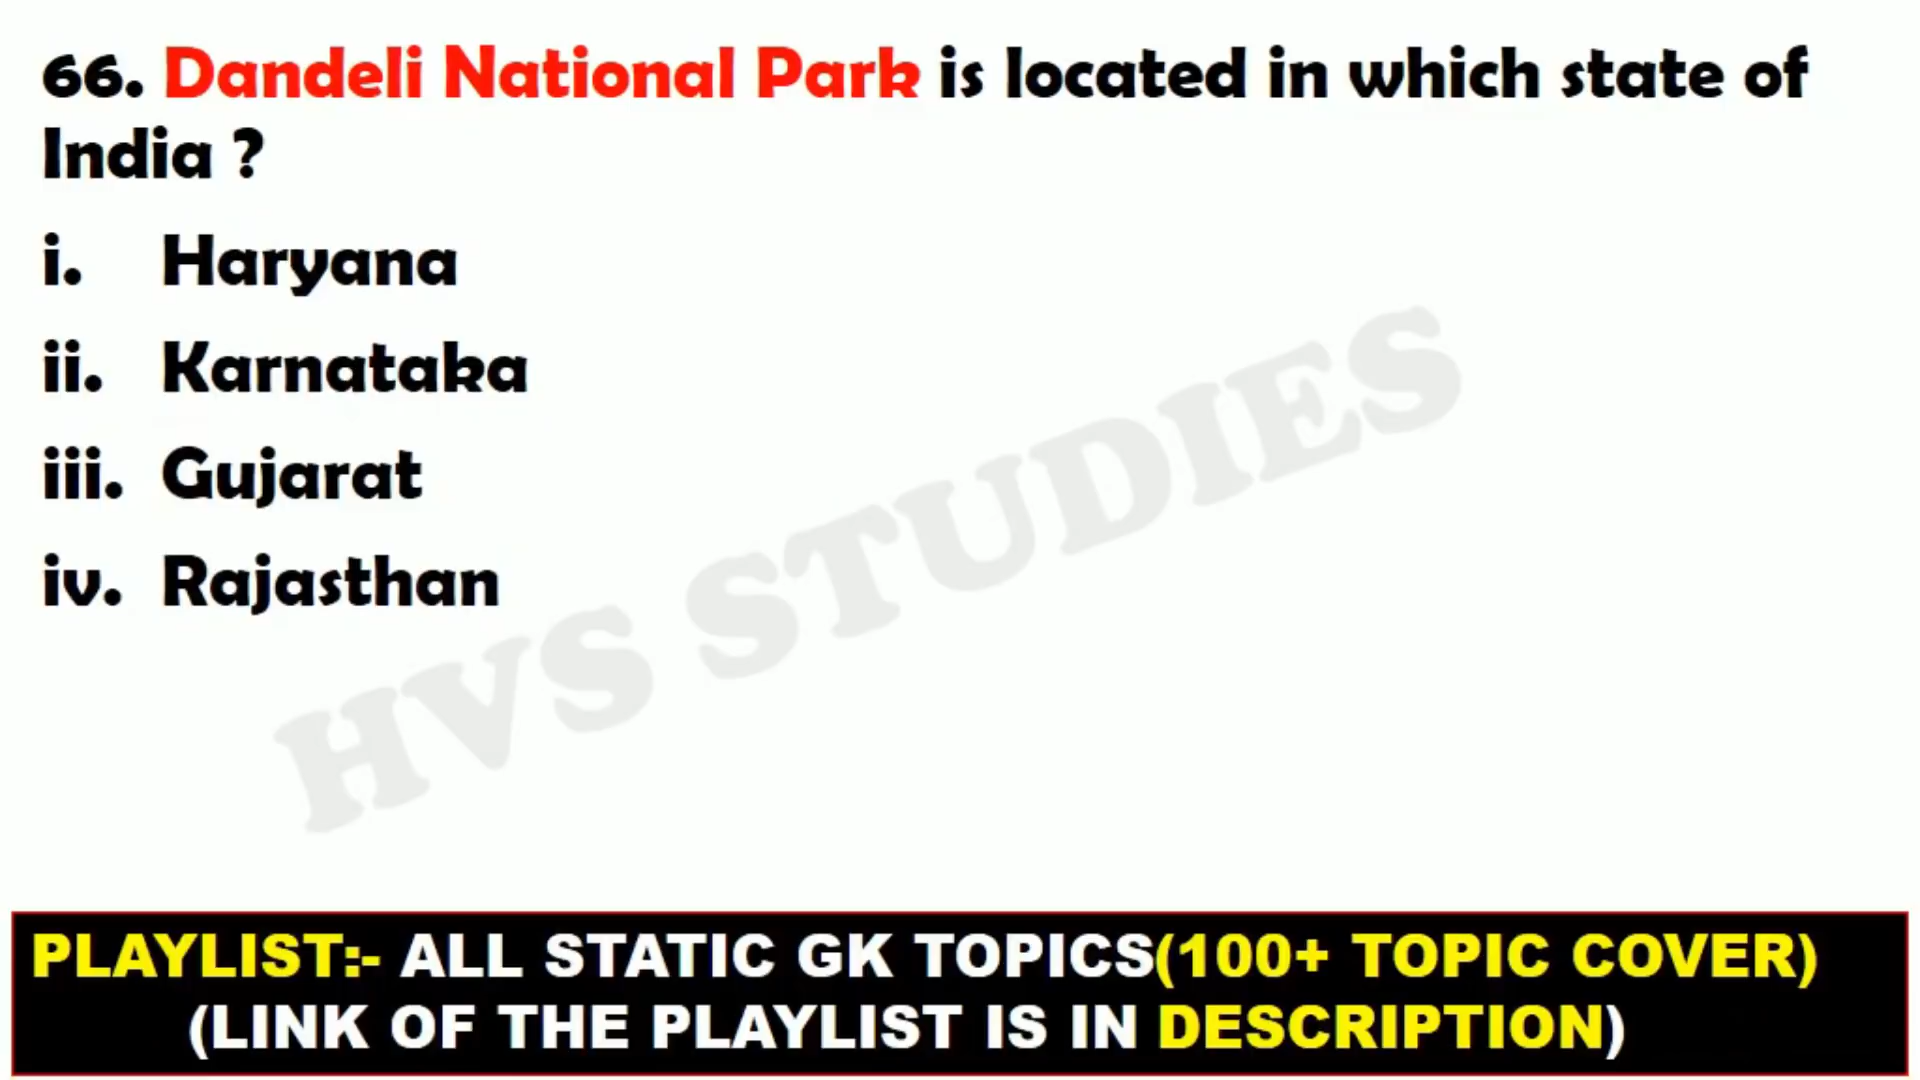 66. Dandeli National Park is located in which state of
India ?
i. Haryana
ii. Karnataka
iii. Gujarat
iv. Rajasthan
HVS STUDIES
PLAYLIST:- ALL STATIC GK TOPICS(100+ TOPIC COVER)
(LINK OF THE PLAYLIST IS IN DESCRIPTION)